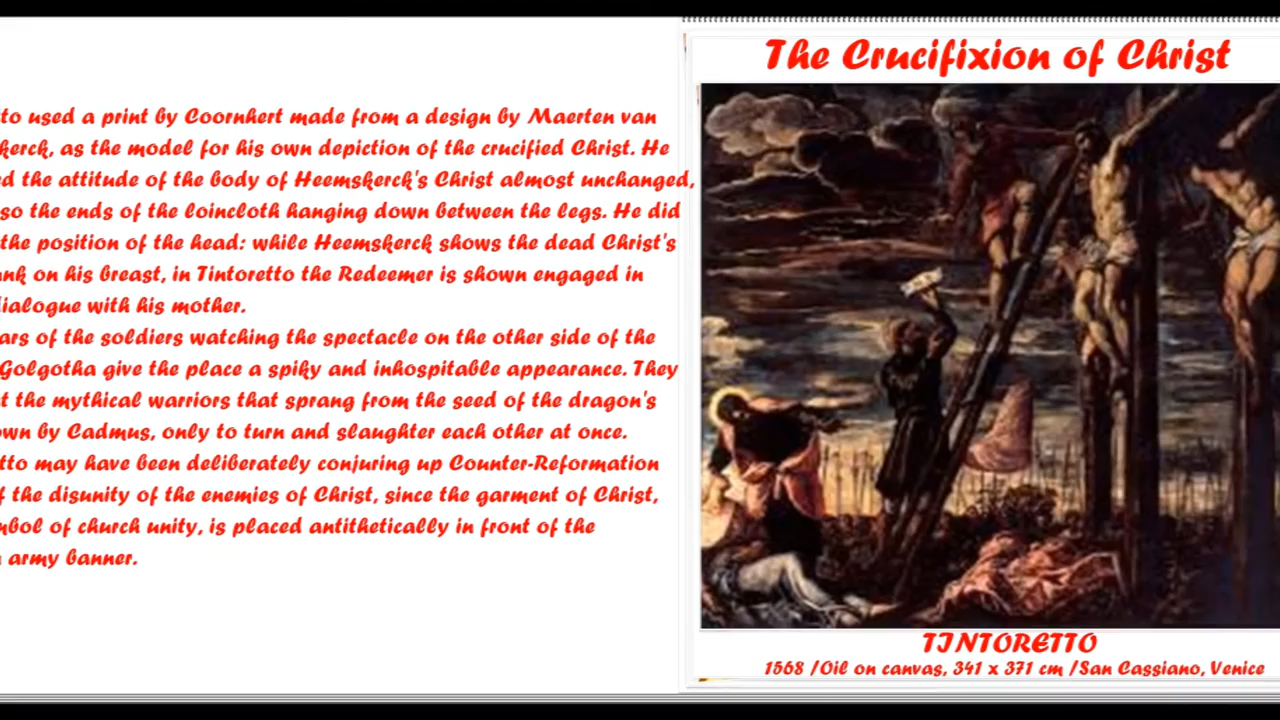 to used a print by Coornhert made from a design by Maerten van
kerck, as the model for his own depiction of the crucified Christ. He
ed the attitude of the body of Heemskerck's Christ almost unchanged,
so the ends of the loincloth hanging down between the legs. He did
the position of the head: while Heemskerck shows the dead Christ's
nk on his breast, in Tintoretto the Redeemer is shown engaged in
dialogue with his mother.
ars of the soldiers watching the spectacle on the other side of the
Golgotha give the place a spiky and inhospitable appearance. They
t the mythical warriors that sprang from the seed of the dragon's
own by Cadmus, only to turn and slaughter each other at once.
tto may have been deliberately conjuring up Counter-Reformation
f the disunity of the enemies of Christ, since the garment of Christ,
mbol of church unity, is placed antithetically in front of the
army banner.
The Crucifixion of Christ
TINTORETTO
1568 /Oil on canvas, 341 x 371 cm /San Cassiano, Venice